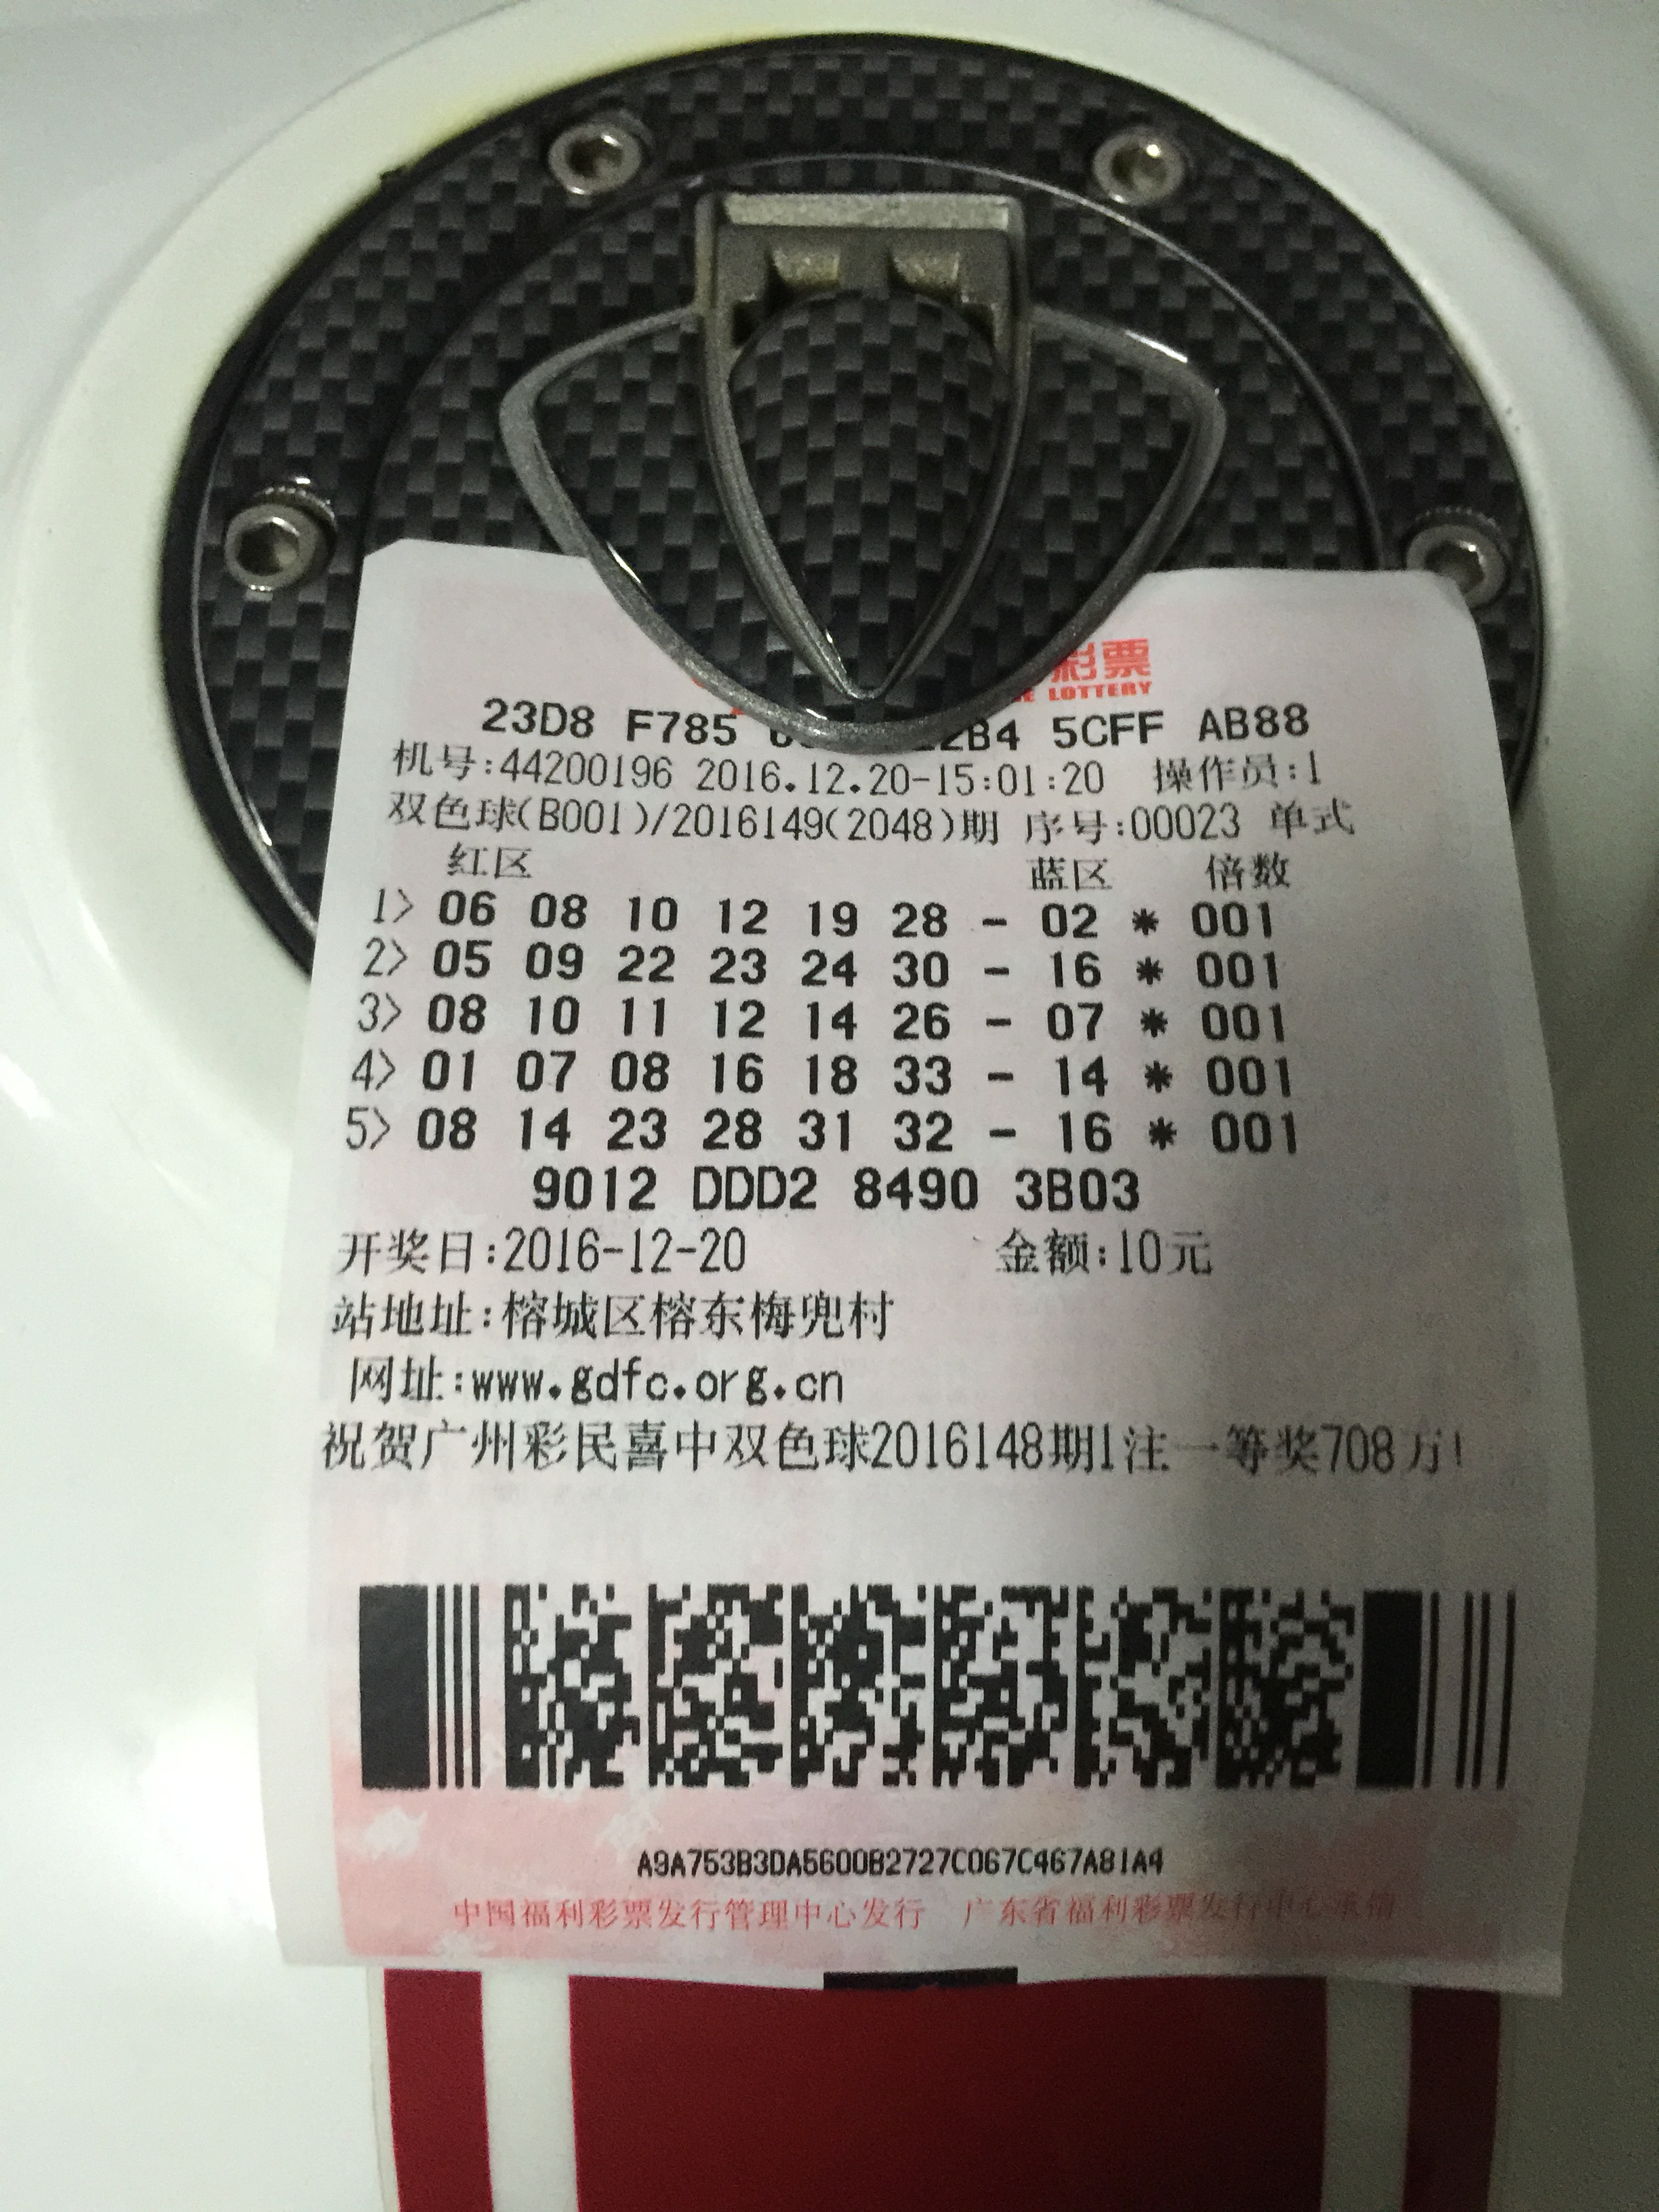 彩票
LOTTERY
23D8 F785 22B4 5CFF AB88
机号:44200196 2016.12.20-15:01:20 操作员:1
双色球(B001)/2016149(2048)期 序号:00023 单式
红区 蓝区 倍数
1> 06 08 10 12 19 28 - 02 * 001
2> 05 09 22 23 24 30 - 16 * 001
3> 08 10 11 12 14 26 - 07 * 001
4> 01 07 08 16 18 33 - 14 * 001
5> 08 14 23 28 31 32 - 16 * 001
9012 DDD2 8490 3B03
开奖日:2016-12-20 金额:10元
站地址:榕城区榕东梅兜村
网址:www.gdfc.org.cn
祝贺广州彩民喜中双色球2016148期1注一等奖708万!
A9A753B3DA5600B2727C067C467A81A4
中国福利彩票发行管理中心发行 广东省福利彩票发行中心承销